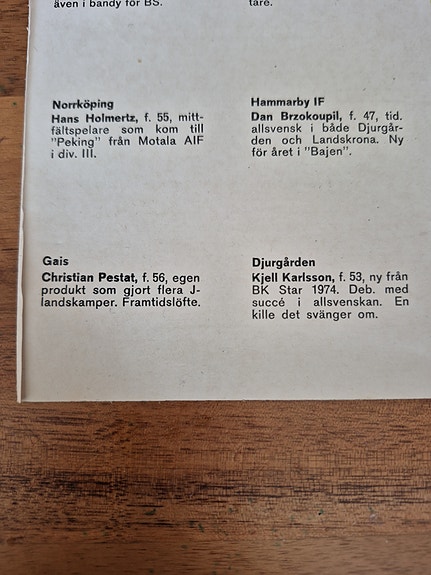 även i bandy för BS.
tare.
Norrköping
Hans Holmertz, f. 55, mitt-
fältspelare som kom till
"Peking" från Motala AIF
i div. III.
Hammarby IF
Dan Brzokoupil, f. 47, tid.
allsvensk i både Djurgår-
den och Landskrona. Ny
för året i "Bajen".
Gais
Christian Pestat, f. 56, egen
produkt som gjort flera J-
landskamper. Framtidslöfte.
Djurgården
Kjell Karlsson, f. 53, ny från
BK Star 1974. Deb. med
succé i allsvenskan. En
kille det svänger om.